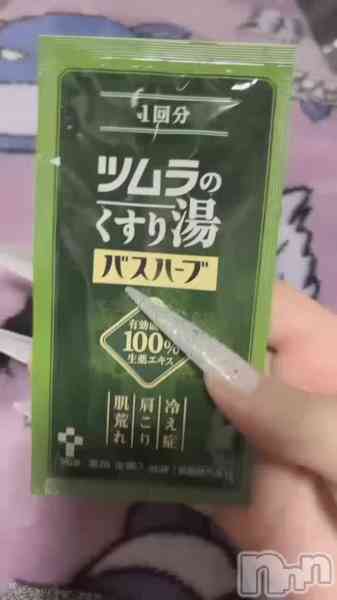 1回分
ツムラの
くすり湯
バスハーブ
有効成
100%
生薬エキス
冷え症
肩こり
肌荒れ
nnn